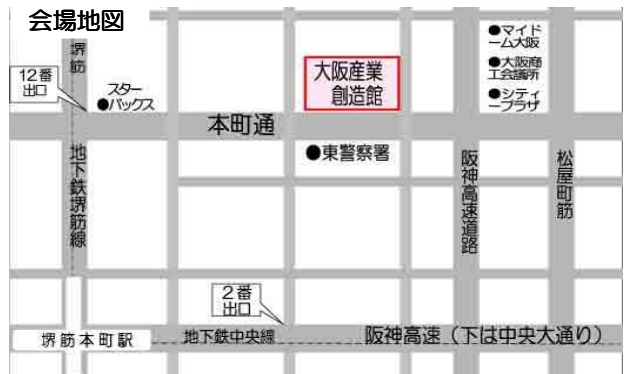 会場地図
堺筋
12番
出口
スター
●バックス
大阪産業
創造館
●マイド
ーム大阪
●大阪商
工会議所
●シティ
ープラザ
本町通
●東警察署
地下鉄堺筋線
阪神高速道路
松屋町筋
2番
出口
堺筋本町駅
地下鉄中央線
阪神高速（下は中央大通り）